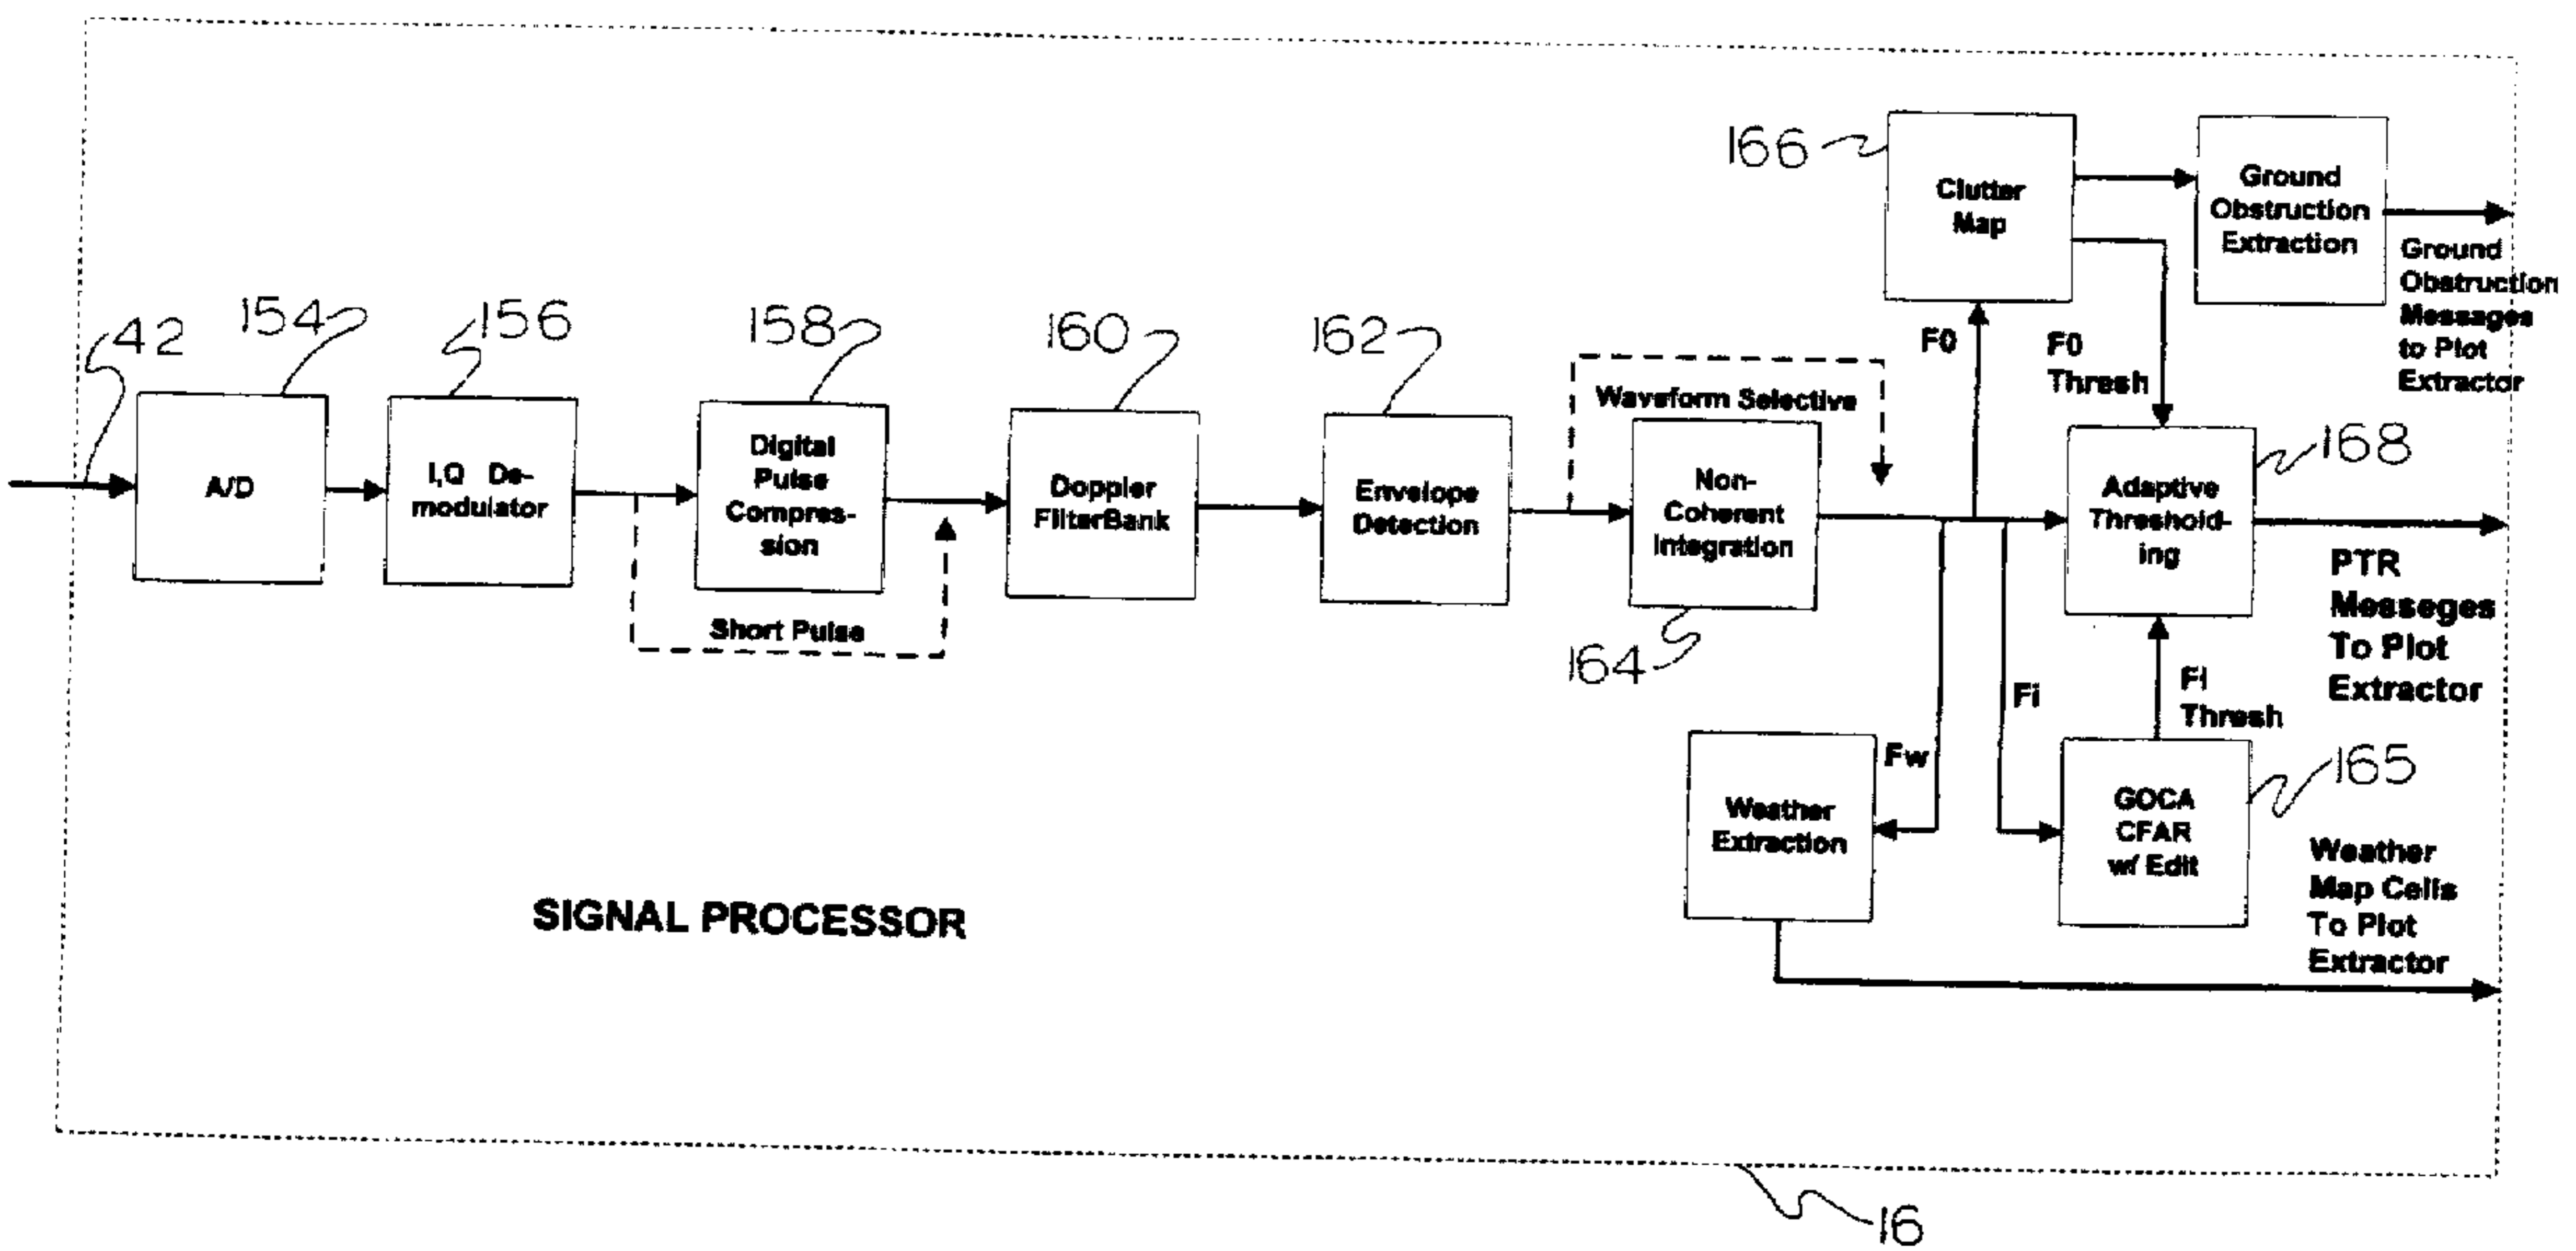 166
Clutter
Map
Ground
Obstruction
Extraction
Ground
Obstruction
Messages
to Plot
Extractor
42
154
156
158
160
162
F0
F0
Thresh
Waveform Selective
168
A/D
I,Q De-
modulator
Digital
Pulse
Compres-
sion
Doppler
FilterBank
Envelope
Detection
Non-
Coherent
Integration
Adaptive
Threshold-
ing
PTR
Messeges
To Plot
Extractor
Short Pulse
164
Fi
Fi
Thresh
Fw
165
Weather
Extraction
GOCA
CFAR
w/ Edit
Weather
Map Cells
To Plot
Extractor
SIGNAL PROCESSOR
16